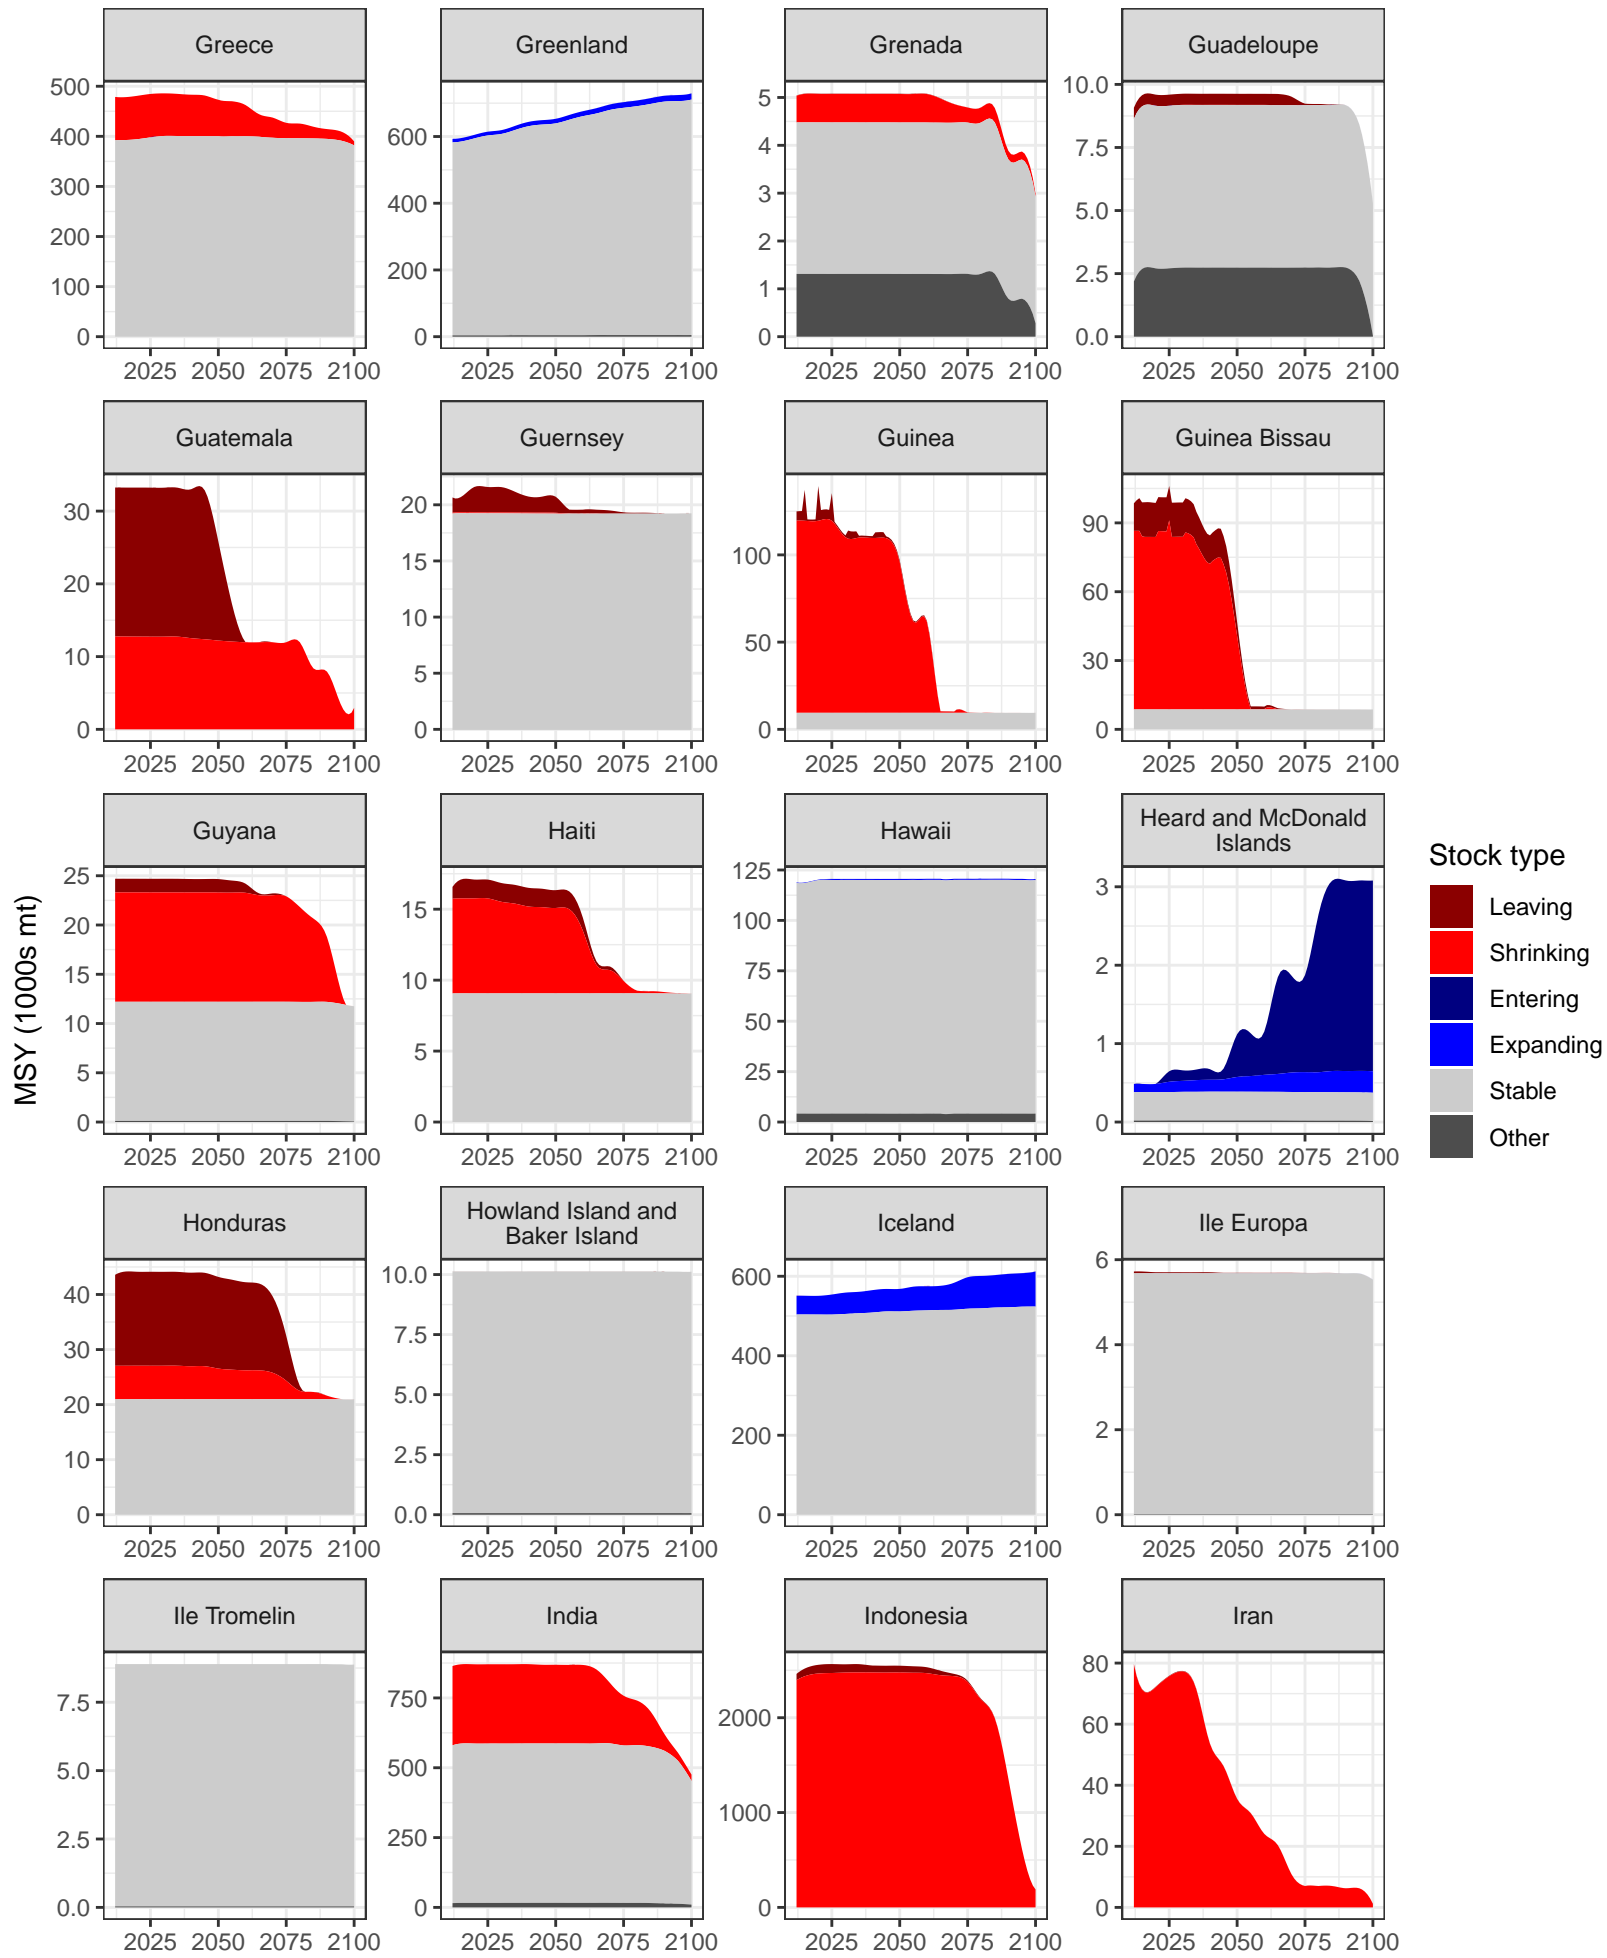 Greece
Greenland
Grenada
Guadeloupe
500
400
300
200
100
0
600
400
200
0
5
4
3
2
1
0
10.0
7.5
5.0
2.5
0.0
2025 2050 2075 2100
2025 2050 2075 2100
2025 2050 2075 2100
2025 2050 2075 2100
Guatemala
Guernsey
Guinea
Guinea Bissau
30
20
10
0
20
15
10
5
0
100
50
0
90
60
30
0
2025 2050 2075 2100
2025 2050 2075 2100
2025 2050 2075 2100
2025 2050 2075 2100
MSY (1000s mt)
Guyana
Haiti
Hawaii
Heard and McDonald
Islands
25
20
15
10
5
0
15
10
5
0
125
100
75
50
25
0
3
2
1
0
2025 2050 2075 2100
2025 2050 2075 2100
2025 2050 2075 2100
2025 2050 2075 2100
Stock type
Leaving
Shrinking
Entering
Expanding
Stable
Other
Honduras
Howland Island and
Baker Island
Iceland
Ile Europa
40
30
20
10
0
10.0
7.5
5.0
2.5
0.0
600
400
200
0
6
4
2
0
2025 2050 2075 2100
2025 2050 2075 2100
2025 2050 2075 2100
2025 2050 2075 2100
Ile Tromelin
India
Indonesia
Iran
7.5
5.0
2.5
0.0
750
500
250
0
2000
1000
0
80
60
40
20
0
2025 2050 2075 2100
2025 2050 2075 2100
2025 2050 2075 2100
2025 2050 2075 2100